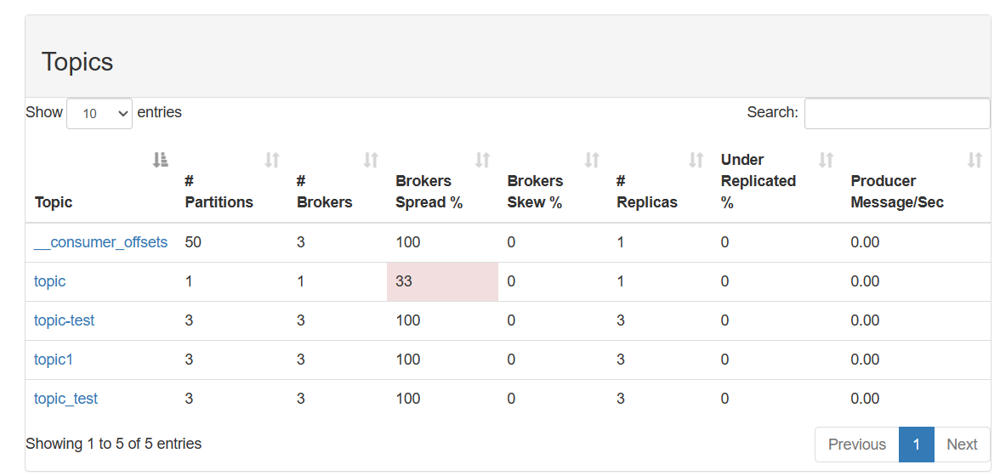 Topics
Show 10 entries Search:
Topic # Partitions # Brokers Brokers Spread % Brokers Skew % # Replicas Under Replicated % Producer Message/Sec
__consumer_offsets 50 3 100 0 1 0 0.00
topic 1 1 33 0 1 0 0.00
topic-test 3 3 100 0 3 0 0.00
topic1 3 3 100 0 3 0 0.00
topic_test 3 3 100 0 3 0 0.00
Showing 1 to 5 of 5 entries Previous 1 Next